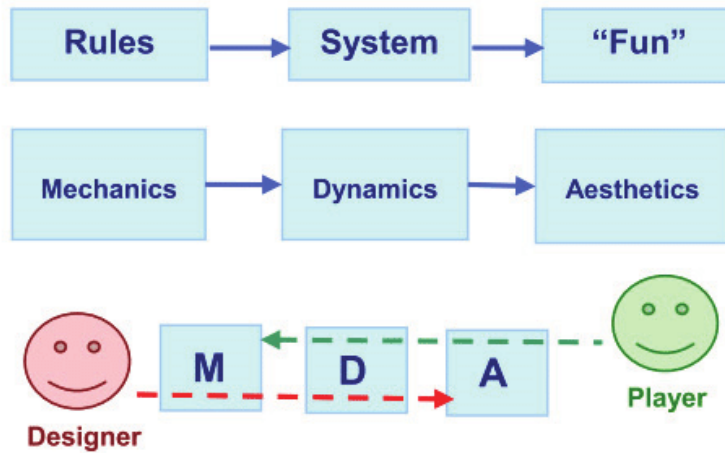 Rules System “Fun”
Mechanics Dynamics Aesthetics
M D A
Designer
Player